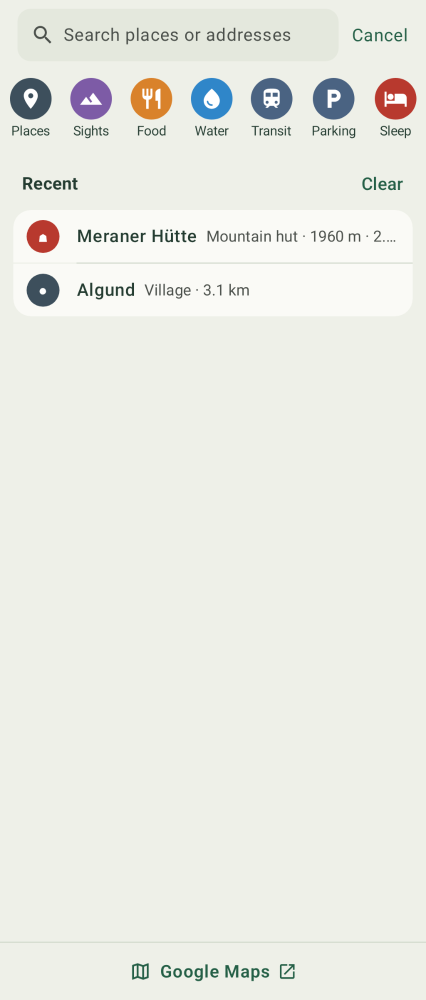 Search places or addresses
Cancel
Places Sights Food Water Transit Parking Sleep
Recent
Clear
Meraner Hütte Mountain hut · 1960 m · 2....
Algund Village · 3.1 km
Google Maps